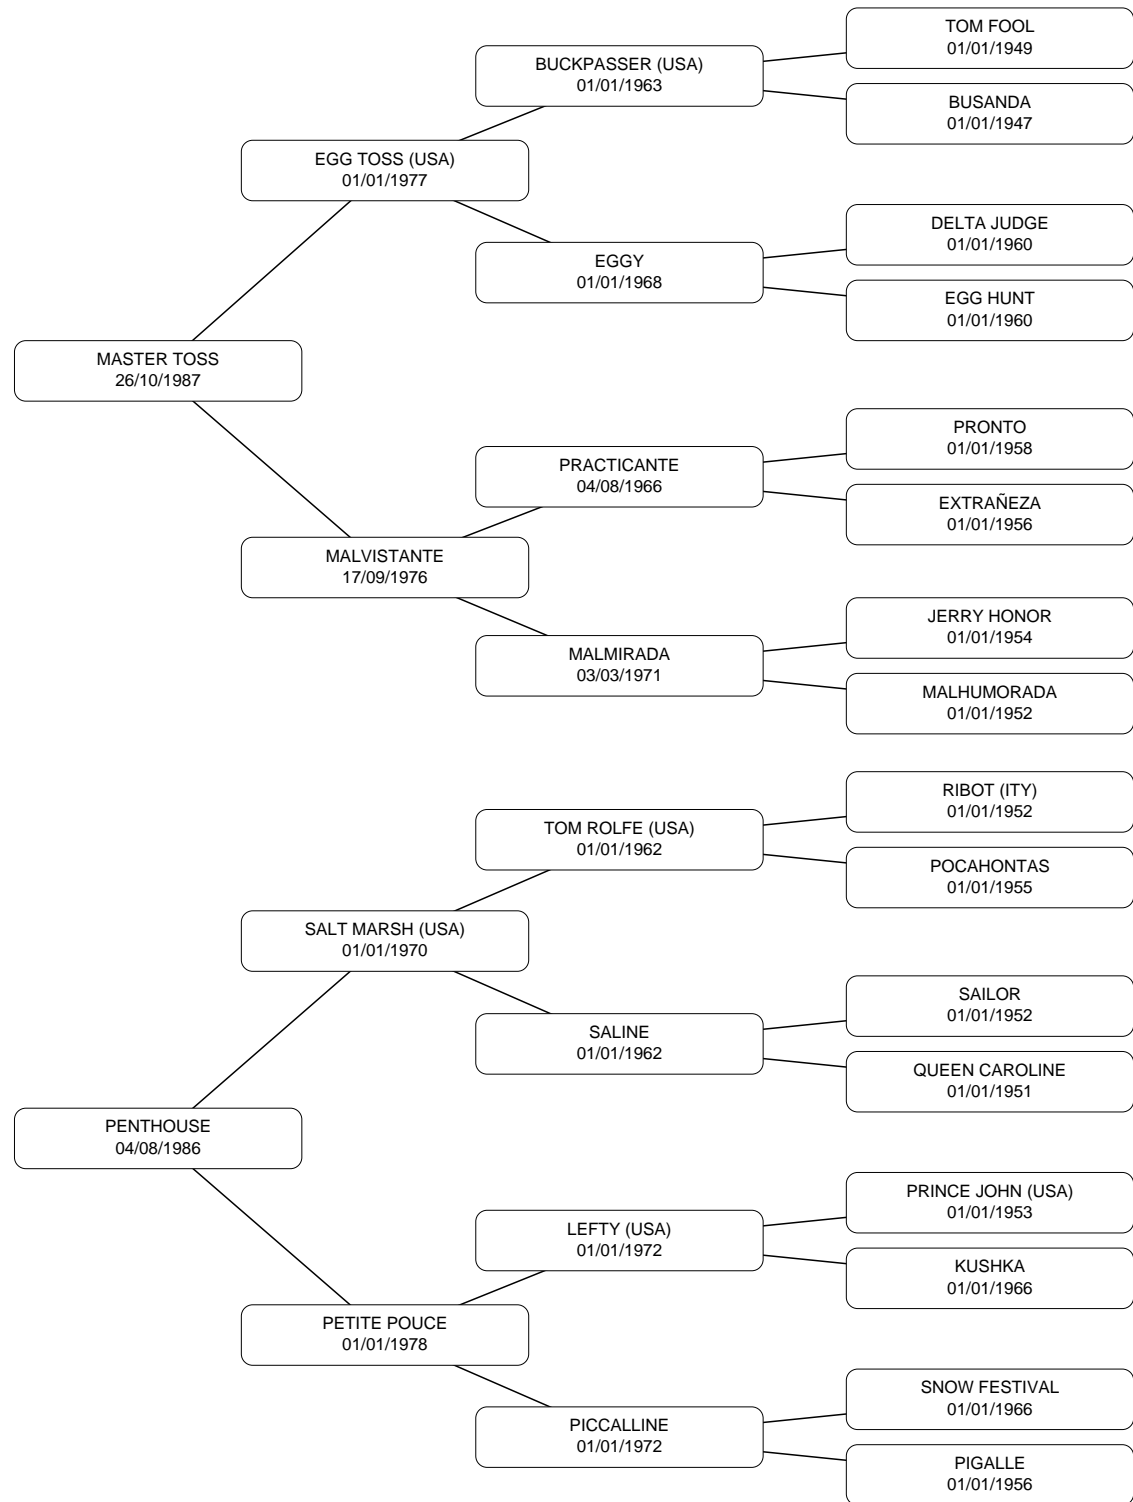 TOM FOOL
01/01/1949
BUCKPASSER (USA)
01/01/1963
BUSANDA
01/01/1947
EGG TOSS (USA)
01/01/1977
DELTA JUDGE
01/01/1960
EGGY
01/01/1968
EGG HUNT
01/01/1960
MASTER TOSS
26/10/1987
PRONTO
01/01/1958
PRACTICANTE
04/08/1966
EXTRAÑEZA
01/01/1956
MALVISTANTE
17/09/1976
JERRY HONOR
01/01/1954
MALMIRADA
03/03/1971
MALHUMORADA
01/01/1952
RIBOT (ITY)
01/01/1952
TOM ROLFE (USA)
01/01/1962
POCAHONTAS
01/01/1955
SALT MARSH (USA)
01/01/1970
SAILOR
01/01/1952
SALINE
01/01/1962
QUEEN CAROLINE
01/01/1951
PENTHOUSE
04/08/1986
PRINCE JOHN (USA)
01/01/1953
LEFTY (USA)
01/01/1972
KUSHKA
01/01/1966
PETITE POUCE
01/01/1978
SNOW FESTIVAL
01/01/1966
PICCALLINE
01/01/1972
PIGALLE
01/01/1956